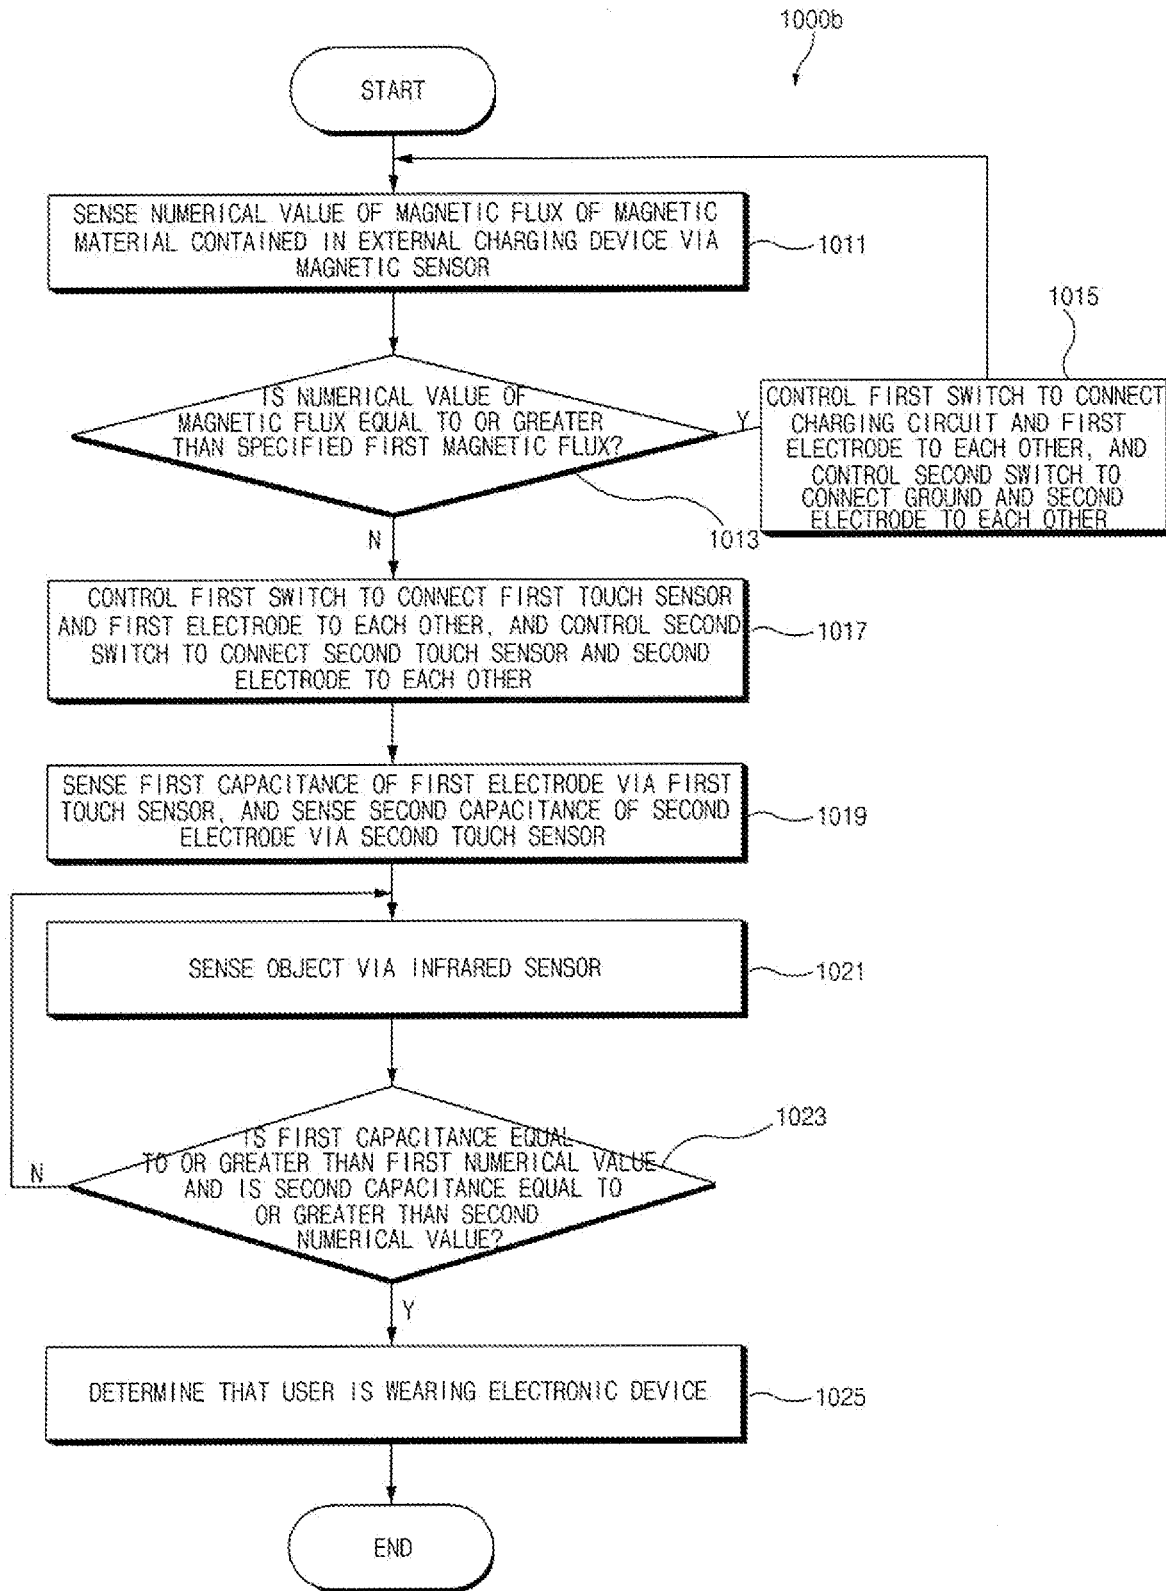 1000b
START
SENSE NUMERICAL VALUE OF MAGNETIC FLUX OF MAGNETIC
MATERIAL CONTAINED IN EXTERNAL CHARGING DEVICE VIA
MAGNETIC SENSOR
1011
1015
IS NUMERICAL VALUE OF
MAGNETIC FLUX EQUAL TO OR GREATER
THAN SPECIFIED FIRST MAGNETIC FLUX?
Y
CONTROL FIRST SWITCH TO CONNECT
CHARGING CIRCUIT AND FIRST
ELECTRODE TO EACH OTHER, AND
CONTROL SECOND SWITCH TO
CONNECT GROUND AND SECOND
ELECTRODE TO EACH OTHER
1013
N
CONTROL FIRST SWITCH TO CONNECT FIRST TOUCH SENSOR
AND FIRST ELECTRODE TO EACH OTHER, AND CONTROL SECOND
SWITCH TO CONNECT SECOND TOUCH SENSOR AND SECOND
ELECTRODE TO EACH OTHER
1017
SENSE FIRST CAPACITANCE OF FIRST ELECTRODE VIA FIRST
TOUCH SENSOR, AND SENSE SECOND CAPACITANCE OF SECOND
ELECTRODE VIA SECOND TOUCH SENSOR
1019
SENSE OBJECT VIA INFRARED SENSOR
1021
1023
IS FIRST CAPACITANCE EQUAL
TO OR GREATER THAN FIRST NUMERICAL VALUE
AND IS SECOND CAPACITANCE EQUAL TO
OR GREATER THAN SECOND
NUMERICAL VALUE?
N
Y
DETERMINE THAT USER IS WEARING ELECTRONIC DEVICE
1025
END